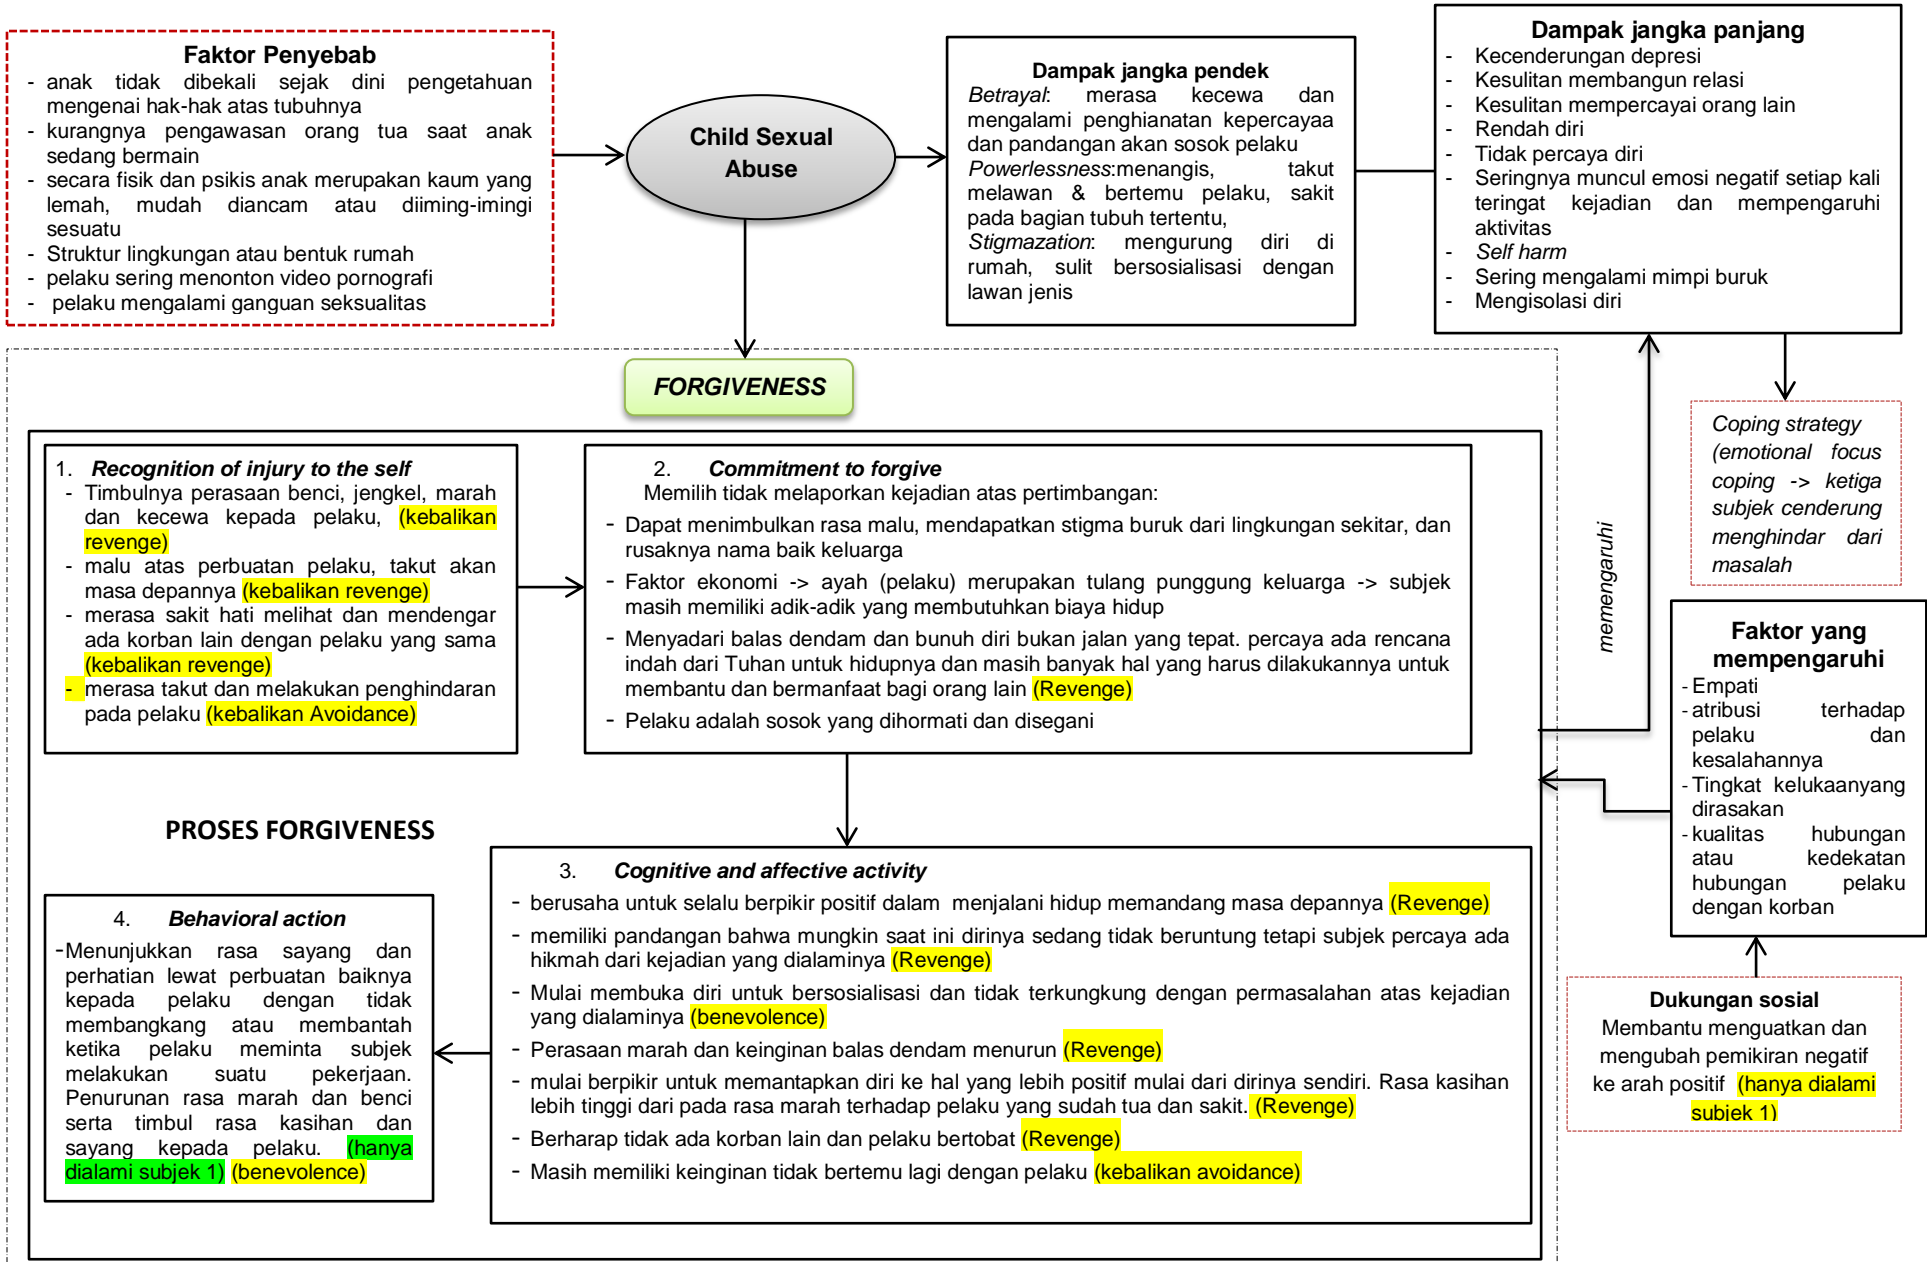 Faktor Penyebab
- anak tidak dibekali sejak dini pengetahuan
mengenai hak-hak atas tubuhnya
- kurangnya pengawasan orang tua saat anak
sedang bermain
- secara fisik dan psikis anak merupakan kaum yang
lemah, mudah diancam atau diiming-imingi
sesuatu
- Struktur lingkungan atau bentuk rumah
- pelaku sering menonton video pornografi
- pelaku mengalami ganguan seksualitas
Child Sexual
Abuse
Dampak jangka pendek
Betrayal: merasa kecewa dan
mengalami penghianatan kepercayaa
dan pandangan akan sosok pelaku
Powerlessness:menangis, takut
melawan & bertemu pelaku, sakit
pada bagian tubuh tertentu,
Stigmazation: mengurung diri di
rumah, sulit bersosialisasi dengan
lawan jenis
Dampak jangka panjang
- Kecenderungan depresi
- Kesulitan membangun relasi
- Kesulitan mempercayai orang lain
- Rendah diri
- Tidak percaya diri
- Seringnya muncul emosi negatif setiap kali
teringat kejadian dan mempengaruhi
aktivitas
- Self harm
- Sering mengalami mimpi buruk
- Mengisolasi diri
FORGIVENESS
1. Recognition of injury to the self
- Timbulnya perasaan benci, jengkel, marah
dan kecewa kepada pelaku, (kebalikan
revenge)
- malu atas perbuatan pelaku, takut akan
masa depannya (kebalikan revenge)
- merasa sakit hati melihat dan mendengar
ada korban lain dengan pelaku yang sama
(kebalikan revenge)
- merasa takut dan melakukan penghindaran
pada pelaku (kebalikan Avoidance)
2. Commitment to forgive
Memilih tidak melaporkan kejadian atas pertimbangan:
- Dapat menimbulkan rasa malu, mendapatkan stigma buruk dari lingkungan sekitar, dan
rusaknya nama baik keluarga
- Faktor ekonomi -> ayah (pelaku) merupakan tulang punggung keluarga -> subjek
masih memiliki adik-adik yang membutuhkan biaya hidup
- Menyadari balas dendam dan bunuh diri bukan jalan yang tepat. percaya ada rencana
indah dari Tuhan untuk hidupnya dan masih banyak hal yang harus dilakukannya untuk
membantu dan bermanfaat bagi orang lain (Revenge)
- Pelaku adalah sosok yang dihormati dan disegani
memengaruhi
Coping strategy
(emotional focus
coping -> ketiga
subjek cenderung
menghindar dari
masalah
Faktor yang
mempengaruhi
- Empati
- atribusi terhadap
pelaku dan
kesalahannya
- Tingkat kelukaanyang
dirasakan
- kualitas hubungan
atau kedekatan
hubungan pelaku
dengan korban
PROSES FORGIVENESS
3. Cognitive and affective activity
- berusaha untuk selalu berpikir positif dalam menjalani hidup memandang masa depannya (Revenge)
- memiliki pandangan bahwa mungkin saat ini dirinya sedang tidak beruntung tetapi subjek percaya ada
hikmah dari kejadian yang dialaminya (Revenge)
- Mulai membuka diri untuk bersosialisasi dan tidak terkungkung dengan permasalahan atas kejadian
yang dialaminya (benevolence)
- Perasaan marah dan keinginan balas dendam menurun (Revenge)
- mulai berpikir untuk memantapkan diri ke hal yang lebih positif mulai dari dirinya sendiri. Rasa kasihan
lebih tinggi dari pada rasa marah terhadap pelaku yang sudah tua dan sakit. (Revenge)
- Berharap tidak ada korban lain dan pelaku bertobat (Revenge)
- Masih memiliki keinginan tidak bertemu lagi dengan pelaku (kebalikan avoidance)
4. Behavioral action
-Menunjukkan rasa sayang dan
perhatian lewat perbuatan baiknya
kepada pelaku dengan tidak
membangkang atau membantah
ketika pelaku meminta subjek
melakukan suatu pekerjaan.
Penurunan rasa marah dan benci
serta timbul rasa kasihan dan
sayang kepada pelaku. (hanya
dialami subjek 1) (benevolence)
Dukungan sosial
Membantu menguatkan dan
mengubah pemikiran negatif
ke arah positif (hanya dialami
subjek 1)